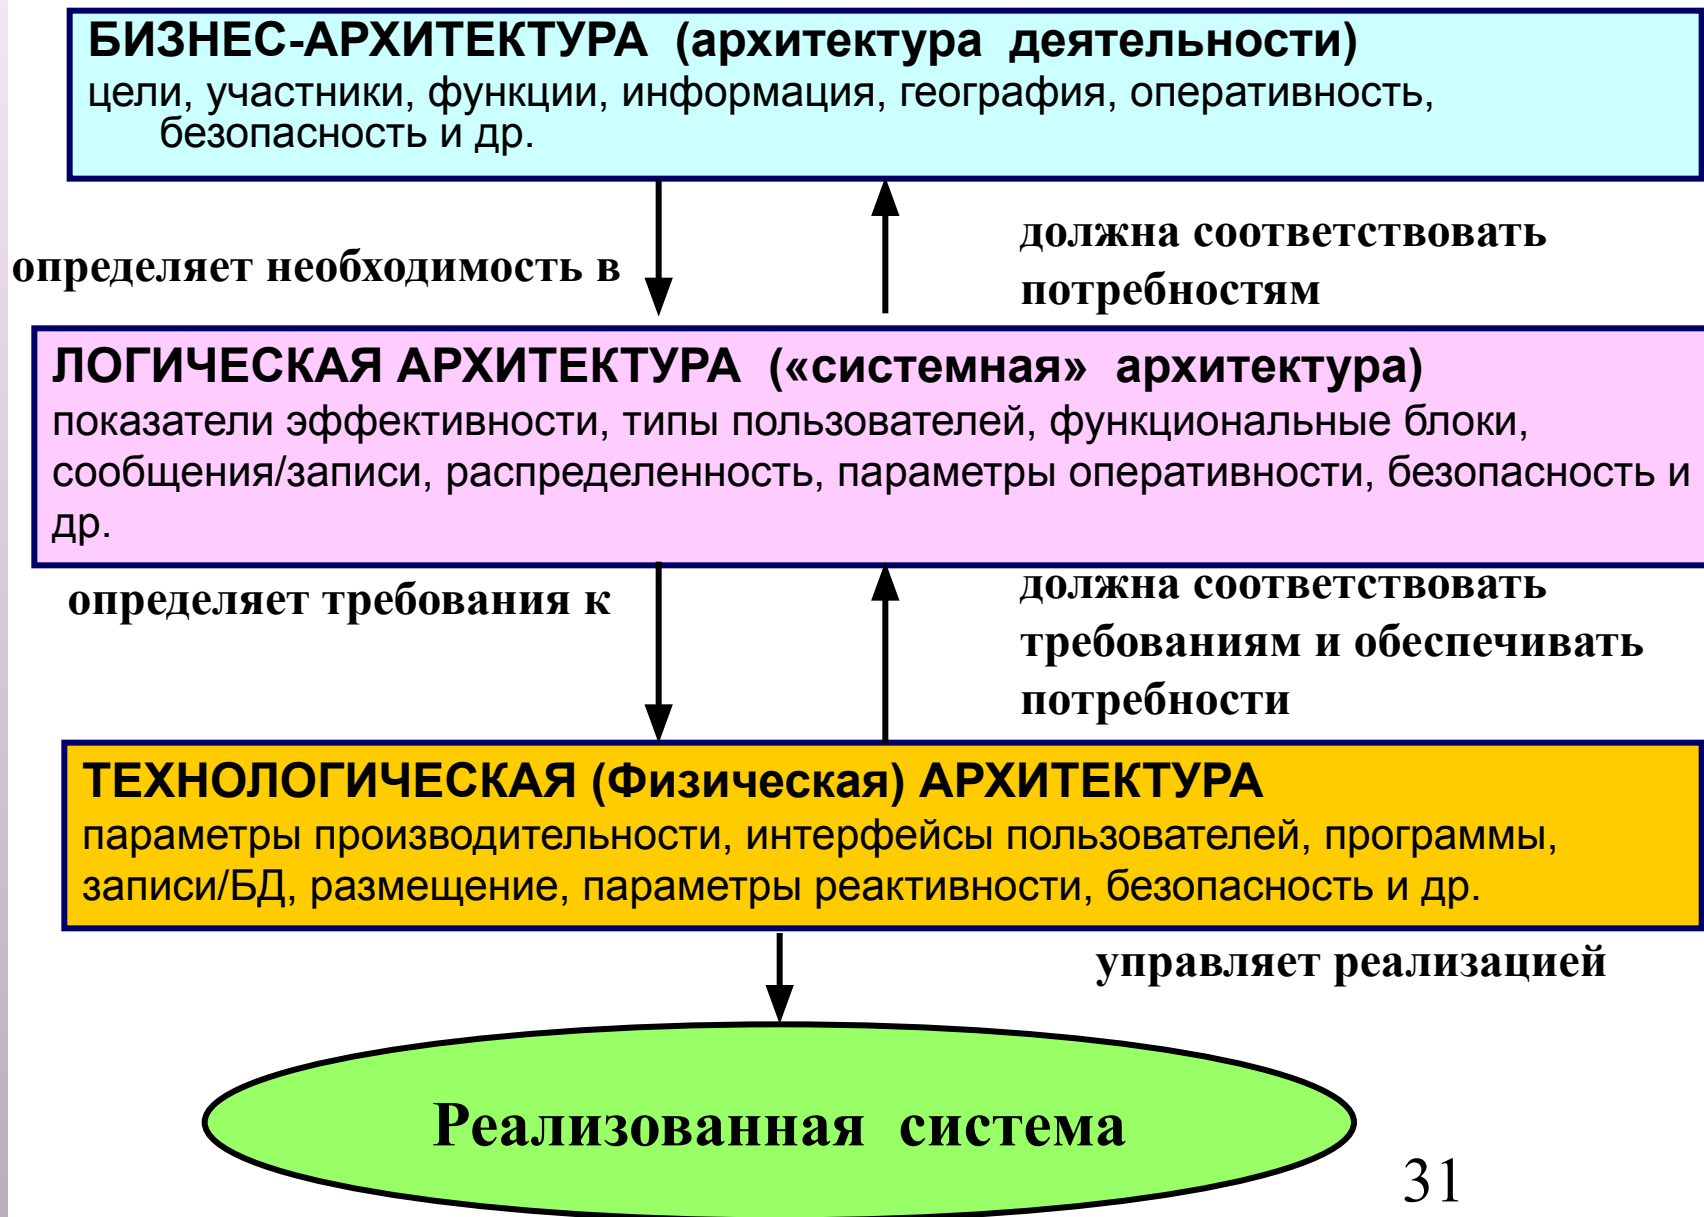 БИЗНЕС-АРХИТЕКТУРА (архитектура деятельности)
цели, участники, функции, информация, география, оперативность,
безопасность и др.
определяет необходимость в
должна соответствовать
потребностям
ЛОГИЧЕСКАЯ АРХИТЕКТУРА («системная» архитектура)
показатели эффективности, типы пользователей, функциональные блоки,
сообщения/записи, распределенность, параметры оперативности, безопасность и
др.
определяет требования к
должна соответствовать
требованиям и обеспечивать
потребности
ТЕХНОЛОГИЧЕСКАЯ (Физическая) АРХИТЕКТУРА
параметры производительности, интерфейсы пользователей, программы,
записи/БД, размещение, параметры реактивности, безопасность и др.
управляет реализацией
Реализованная система
31